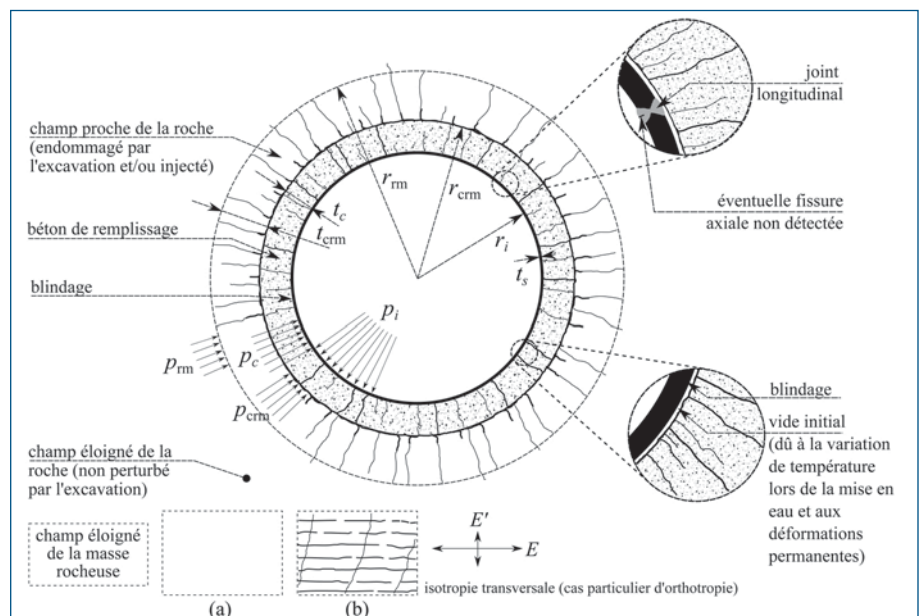 champ proche de la roche
(endommagé par
l'excavation et/ou injecté)
béton de remplissage
blindage
t_c
t_crm
r_rm
r_crm
r_i
t_s
p_i
p_rm
p_c
p_crm
joint
longitudinal
éventuelle fissure
axiale non détectée
blindage
vide initial
(dû à la variation
de température
lors de la mise en
eau et aux
déformations
permanentes)
champ éloigné de la
roche (non perturbé
par l'excavation)
champ éloigné
de la masse
rocheuse
(a)
(b)
E'
E
isotropie transversale (cas particulier d'orthotropie)